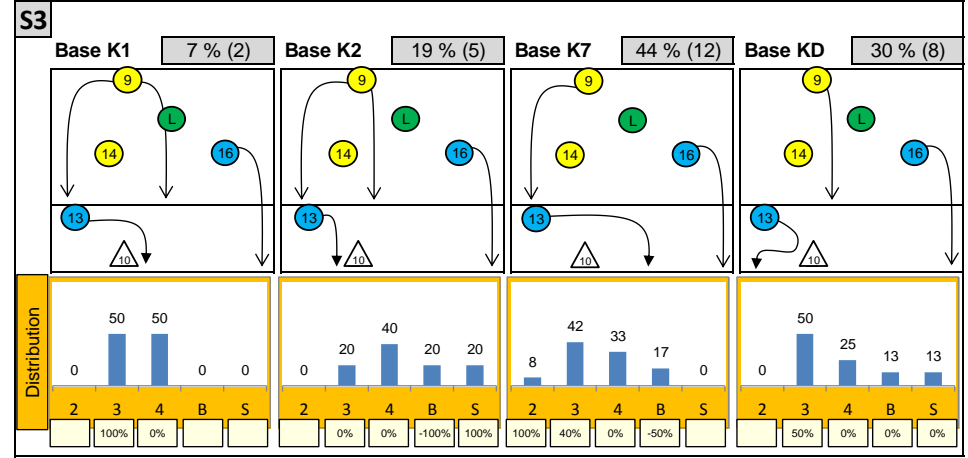 S3
Base K1 7 % (2) Base K2 19 % (5) Base K7 44 % (12) Base KD 30 % (8)
9 9 9 9
L L L L
14 16 14 16 14 16 14 16
13 13 13 13
10 10 10 10
Distribution
0 50 50 0 0 0 20 40 20 20 8 42 33 17 0 0 50 25 13 13
2 3 4 B S 2 3 4 B S 2 3 4 B S 2 3 4 B S
100% 0% 0% 0% -100% 100% 100% 40% 0% -50% 50% 0% 0% 0%